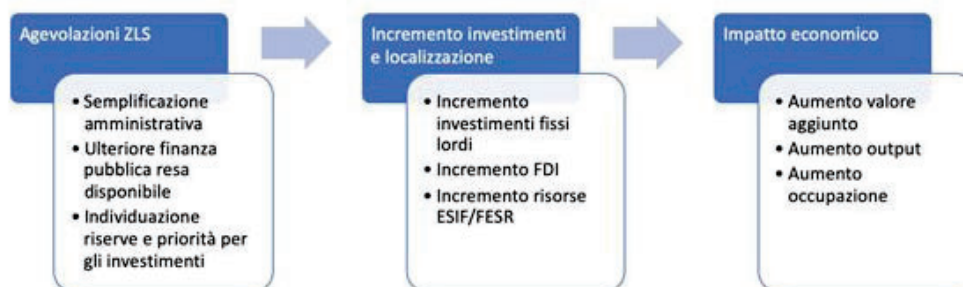 Agevolazioni ZLS
• Semplificazione
amministrativa
• Ulteriore finanza
pubblica resa
disponibile
• Individuazione
riserve e priorità per
gli investimenti
Incremento investimenti
e localizzazione
• Incremento
investimenti fissi
lordi
• Incremento FDI
• Incremento risorse
ESIF/FESR
Impatto economico
• Aumento valore
aggiunto
• Aumento output
• Aumento
occupazione